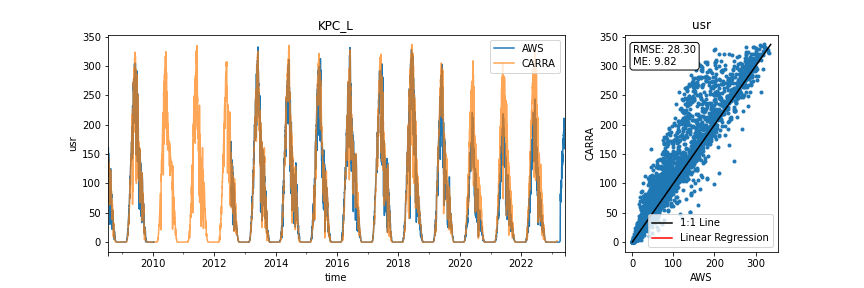 KPC_L
usr
350
300
250
200
150
100
50
0
usr
AWS
CARRA
2010
2012
2014
2016
2018
2020
2022
time
usr
350
300
250
200
150
100
50
0
CARRA
RMSE: 28.30
ME: 9.82
1:1 Line
Linear Regression
0
100
200
300
AWS